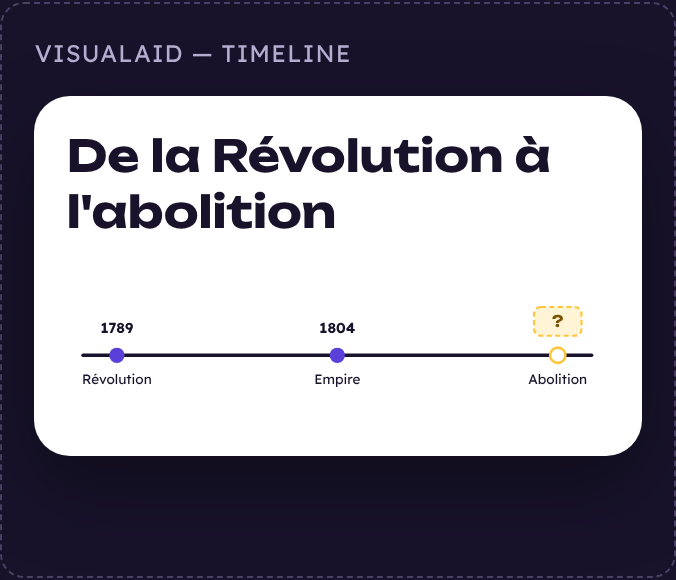 VISUALAID — TIMELINE
De la Révolution à
l'abolition
1789
1804
?
Révolution
Empire
Abolition